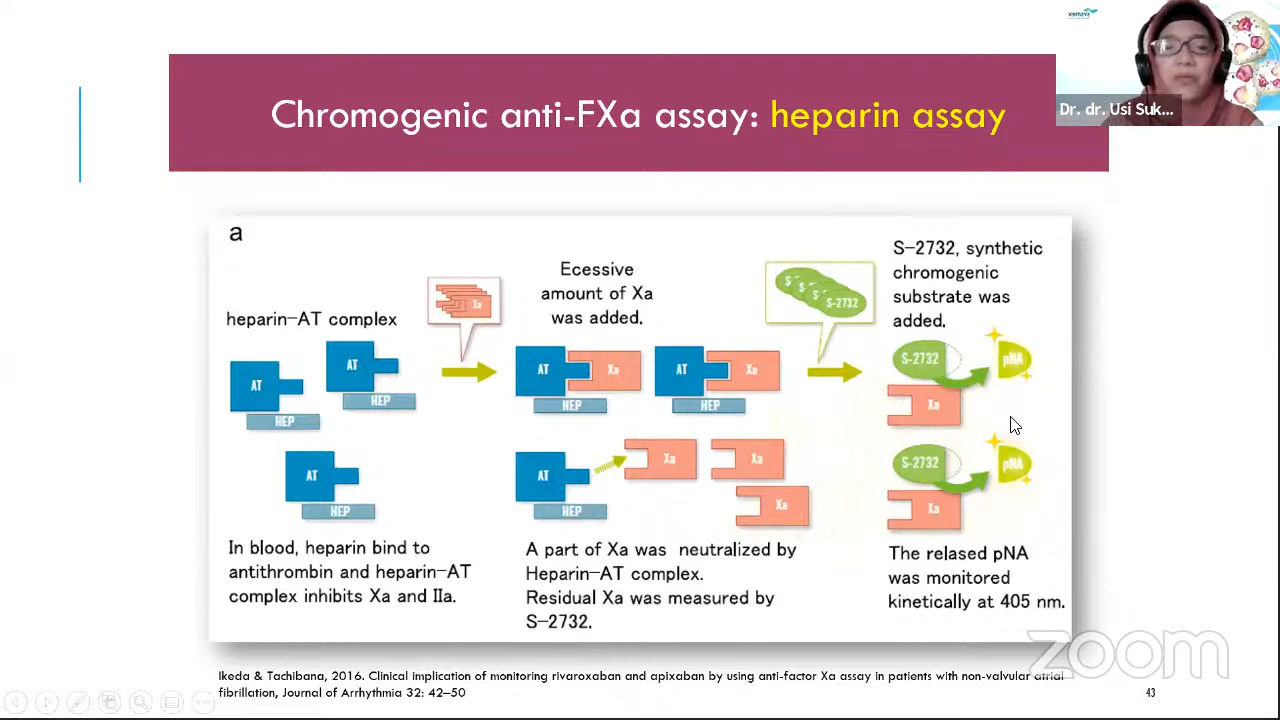 Chromogenic anti-FXa assay: heparin assay
Dr. dr. Usi Suk...
a
heparin-AT complex
AT
HEP
AT
HEP
AT
HEP
Xa
Ecessive
amount of Xa
was added.
AT
Xa
HEP
AT
Xa
HEP
AT
HEP
Xa
Xa
Xa
S
S
S
S-2732
S-2732, synthetic
chromogenic
substrate was
added.
S-2732
pNA
Xa
S-2732
pNA
Xa
In blood, heparin bind to
antithrombin and heparin-AT
complex inhibits Xa and IIa.
A part of Xa was neutralized by
Heparin-AT complex.
Residual Xa was measured by
S-2732.
The relased pNA
was monitored
kinetically at 405 nm.
zoom
Ikeda & Tachibana, 2016. Clinical implication of monitoring rivaroxaban and apixaban by using anti-factor Xa assay in patients with non-valvular atrial
fibrillation, Journal of Arrhythmia 32: 42–50
43